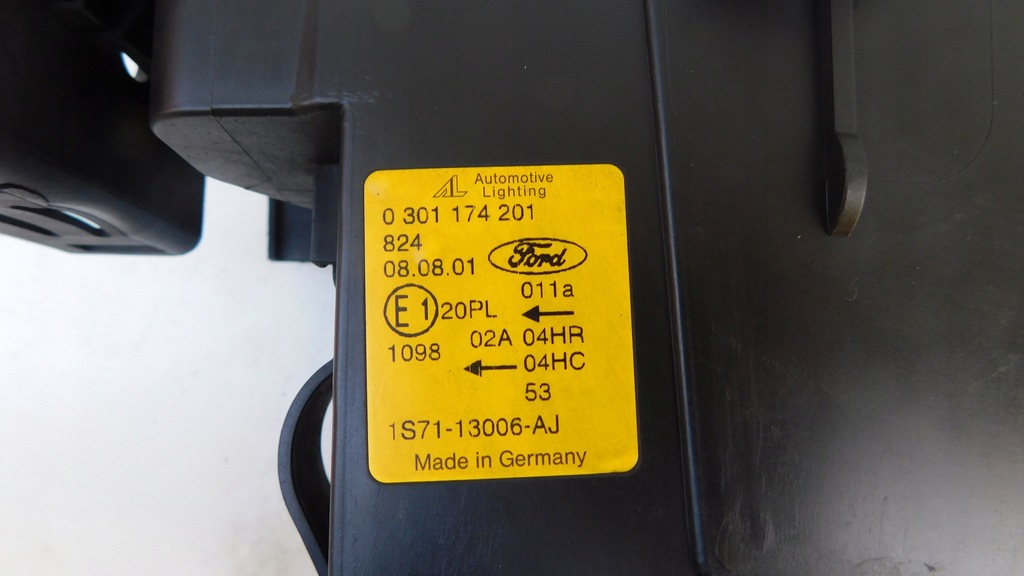 AL Automotive
Lighting
0 301 174 201
824
08.08.01
Ford
011a
E1 20PL
02A 04HR
1098
04HC
53
1S71-13006-AJ
Made in Germany